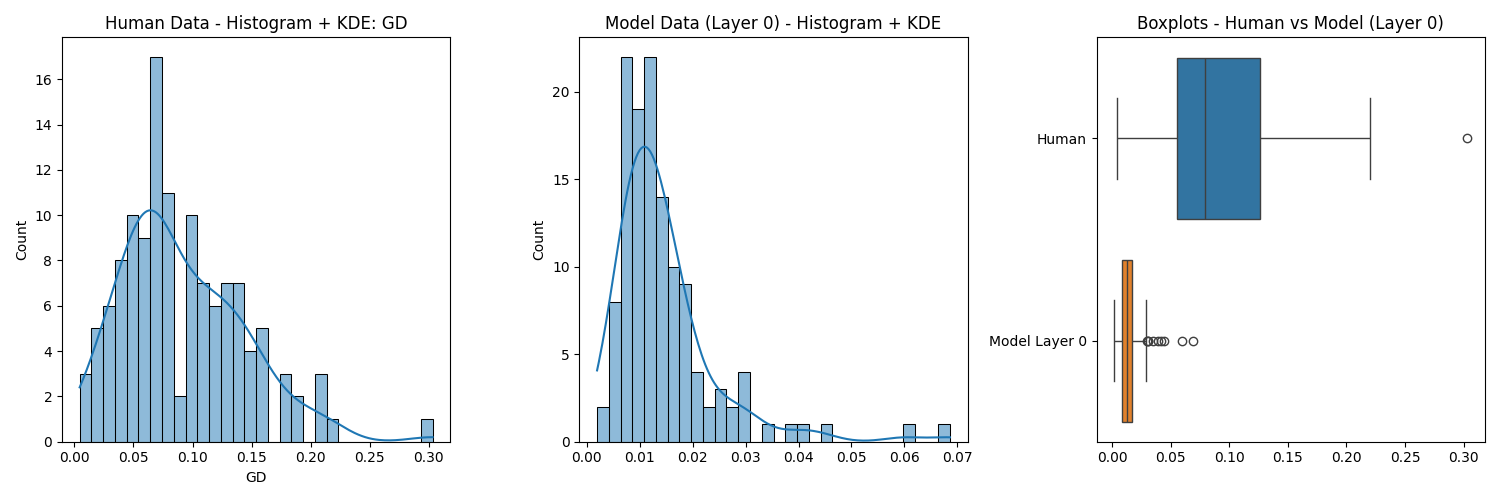 Human Data - Histogram + KDE: GD
16
14
12
10
8
6
4
2
0
Count
0.00 0.05 0.10 0.15 0.20 0.25 0.30
GD
Model Data (Layer 0) - Histogram + KDE
20
15
10
5
0
Count
0.00 0.01 0.02 0.03 0.04 0.05 0.06 0.07
Boxplots - Human vs Model (Layer 0)
Human
Model Layer 0
0.00 0.05 0.10 0.15 0.20 0.25 0.30